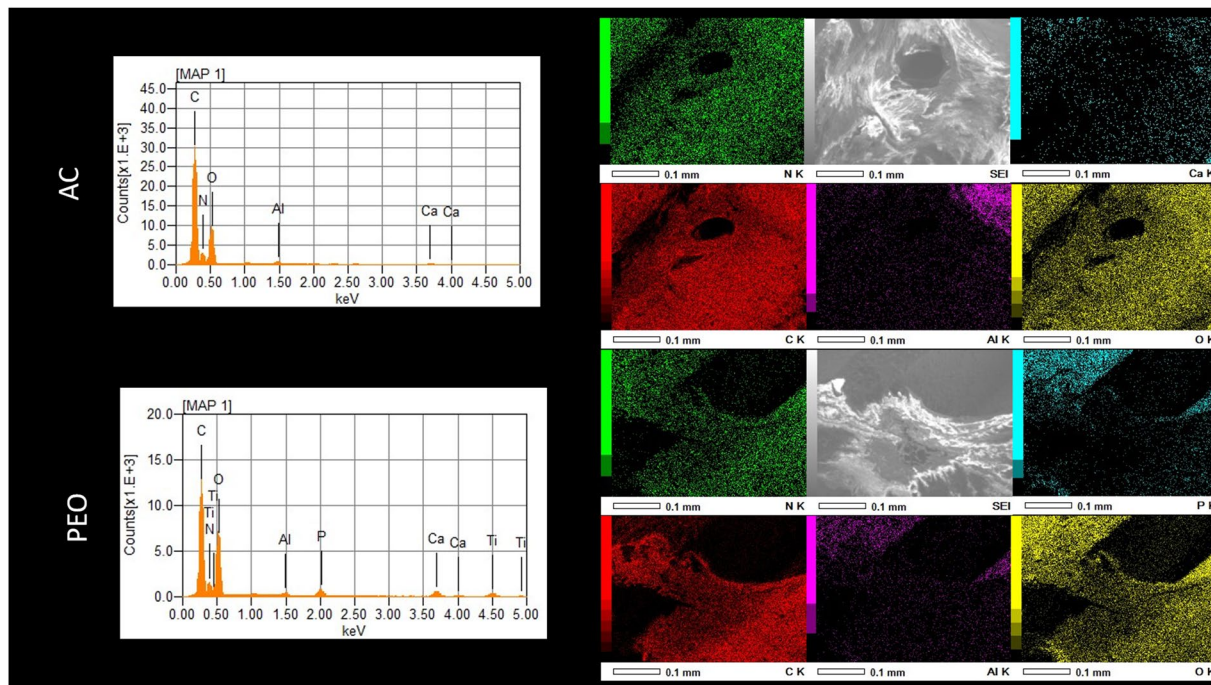 AC
[MAP 1]
Counts[x1.E+3]
45.0
40.0
35.0
30.0
25.0
20.0
15.0
10.0
5.0
0.0
C
N
O
Al
Ca
Ca
0.00 0.50 1.00 1.50 2.00 2.50 3.00 3.50 4.00 4.50 5.00
keV
0.1 mm N K
0.1 mm SEI
0.1 mm Ca K
0.1 mm C K
0.1 mm Al K
0.1 mm O K
PEO
[MAP 1]
Counts[x1.E+3]
20.0
15.0
10.0
5.0
0.0
C
Ti
Ti
N
O
Al
P
Ca
Ca
Ti
Ti
0.00 0.50 1.00 1.50 2.00 2.50 3.00 3.50 4.00 4.50 5.00
keV
0.1 mm N K
0.1 mm SEI
0.1 mm P K
0.1 mm C K
0.1 mm Al K
0.1 mm O K